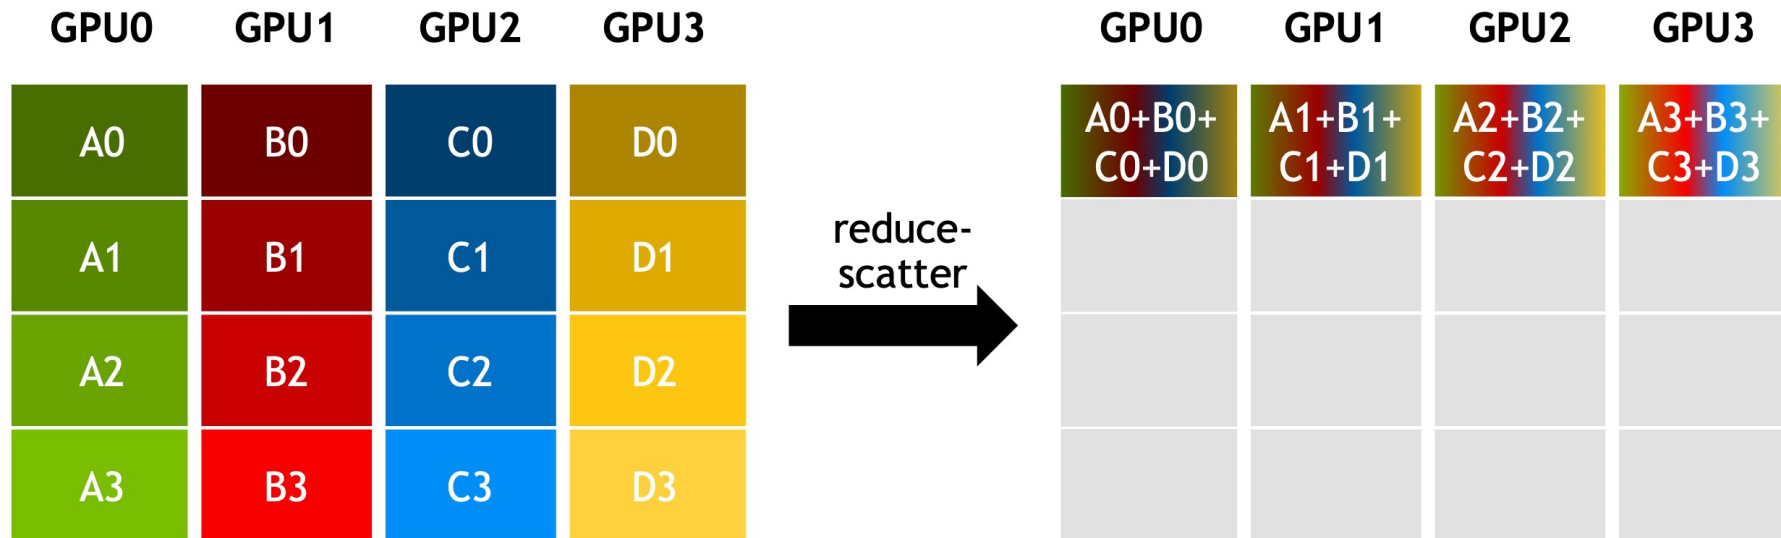 GPU0 GPU1 GPU2 GPU3
A0 B0 C0 D0
A1 B1 C1 D1
A2 B2 C2 D2
A3 B3 C3 D3
reduce-
scatter
GPU0 GPU1 GPU2 GPU3
A0+B0+ A1+B1+ A2+B2+ A3+B3+
C0+D0 C1+D1 C2+D2 C3+D3